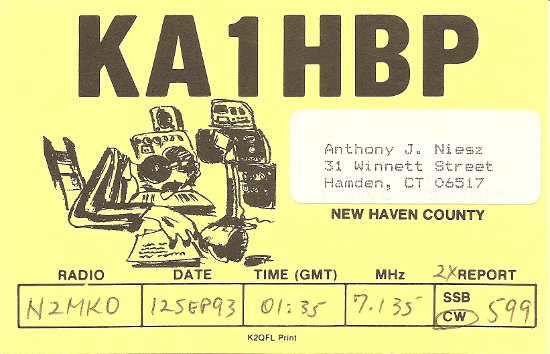 KA1HBP
Anthony J. Niesz
31 Winnett Street
Hamden, CT 06517
NEW HAVEN COUNTY
RADIO DATE TIME (GMT) MHz 2X REPORT
N2MKO 12SEP93 01:35 7.135 SSB CW 599
K2QFL Print